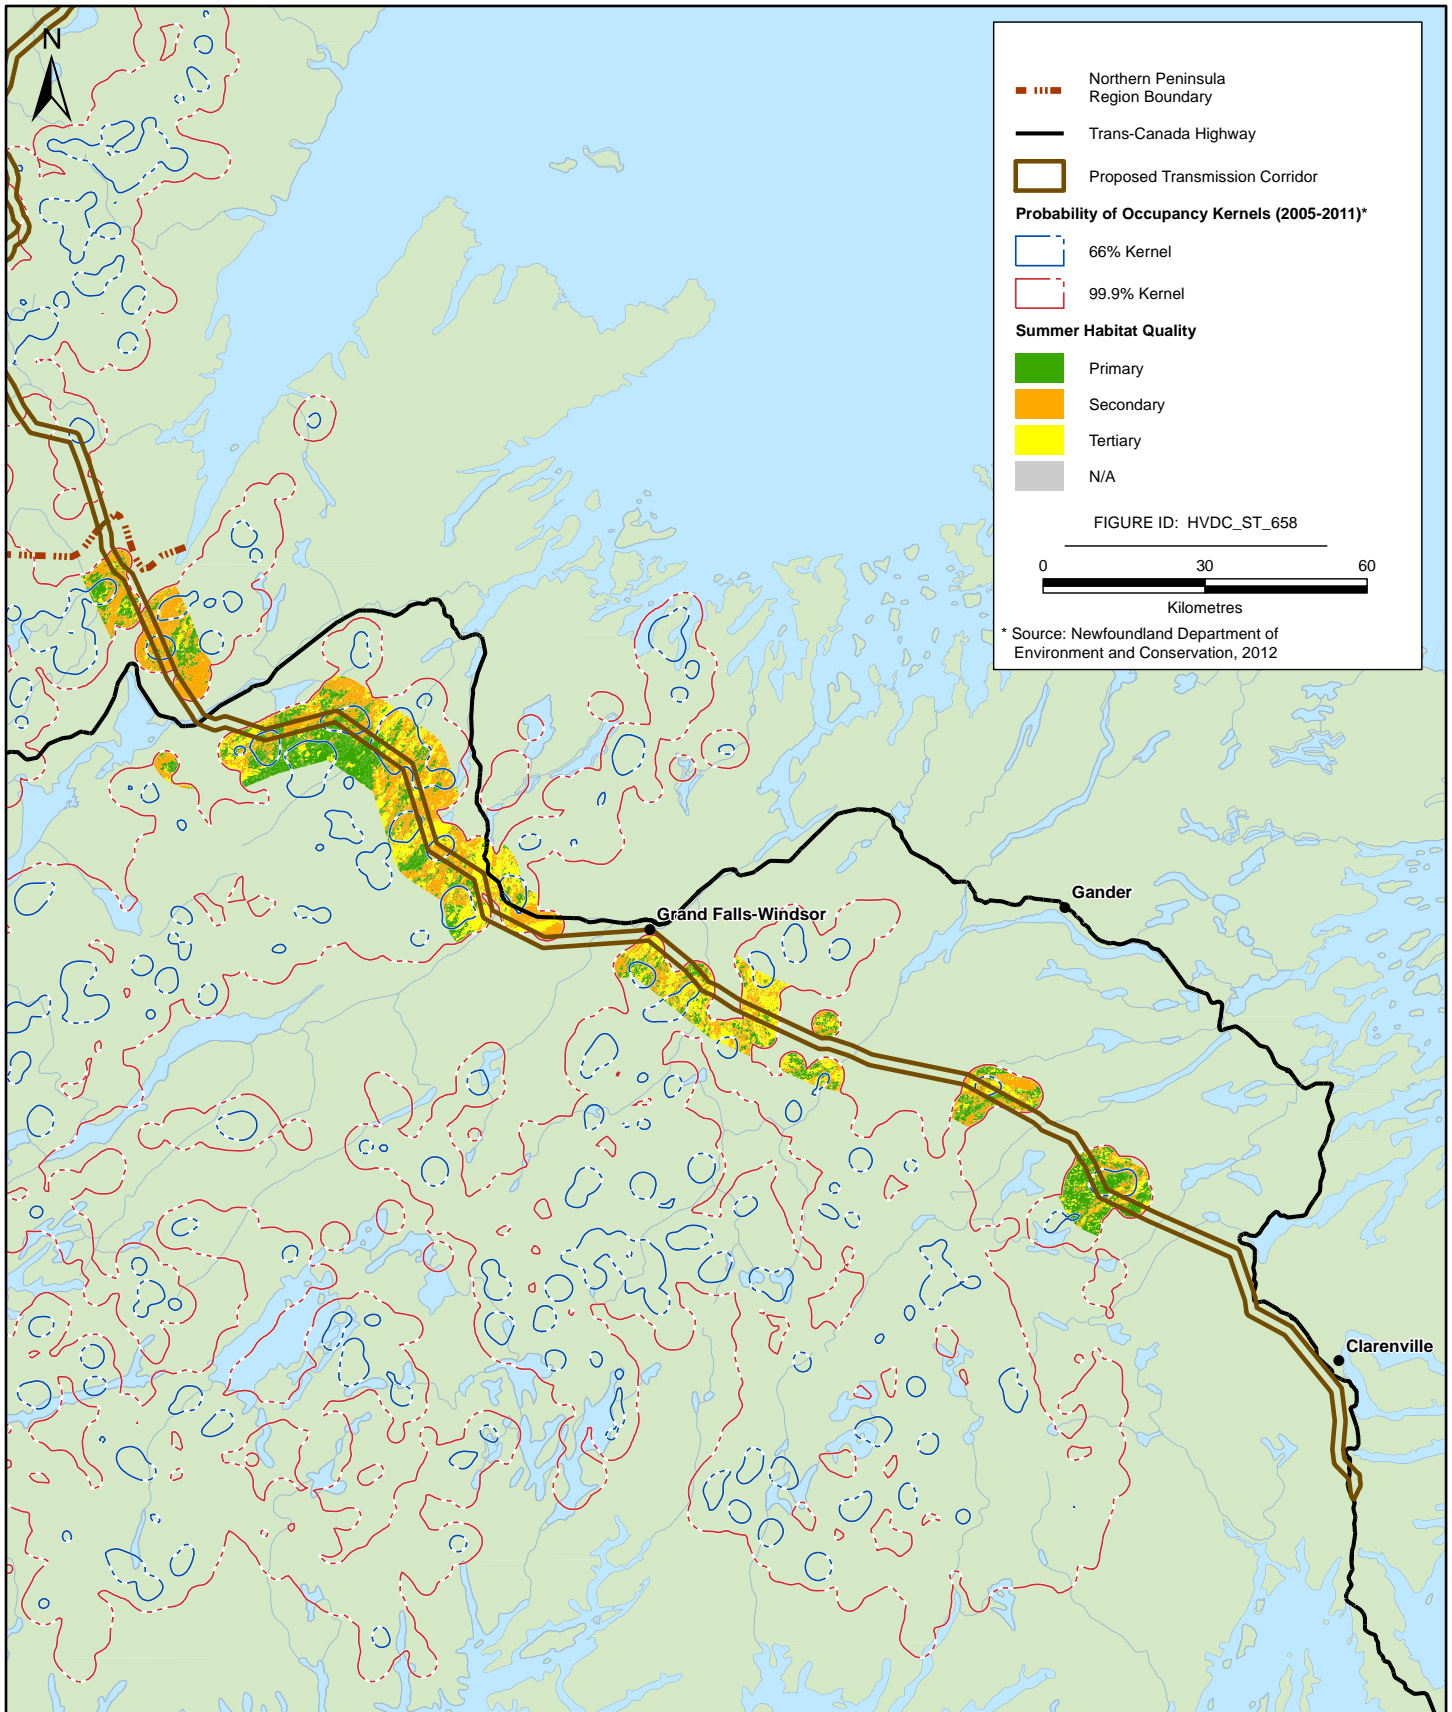 N
Northern Peninsula
Region Boundary
Trans-Canada Highway
Proposed Transmission Corridor
Probability of Occupancy Kernels (2005-2011)*
66% Kernel
99.9% Kernel
Summer Habitat Quality
Primary
Secondary
Tertiary
N/A
FIGURE ID: HVDC_ST_658
0 30 60
Kilometres
* Source: Newfoundland Department of
Environment and Conservation, 2012
Gander
Grand Falls-Windsor
Clarenville